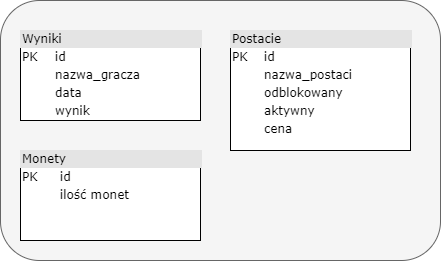 Wyniki
PK id
nazwa_gracza
data
wynik
Postacie
PK id
nazwa_postaci
odblokowany
aktywny
cena
Monety
PK id
ilość monet